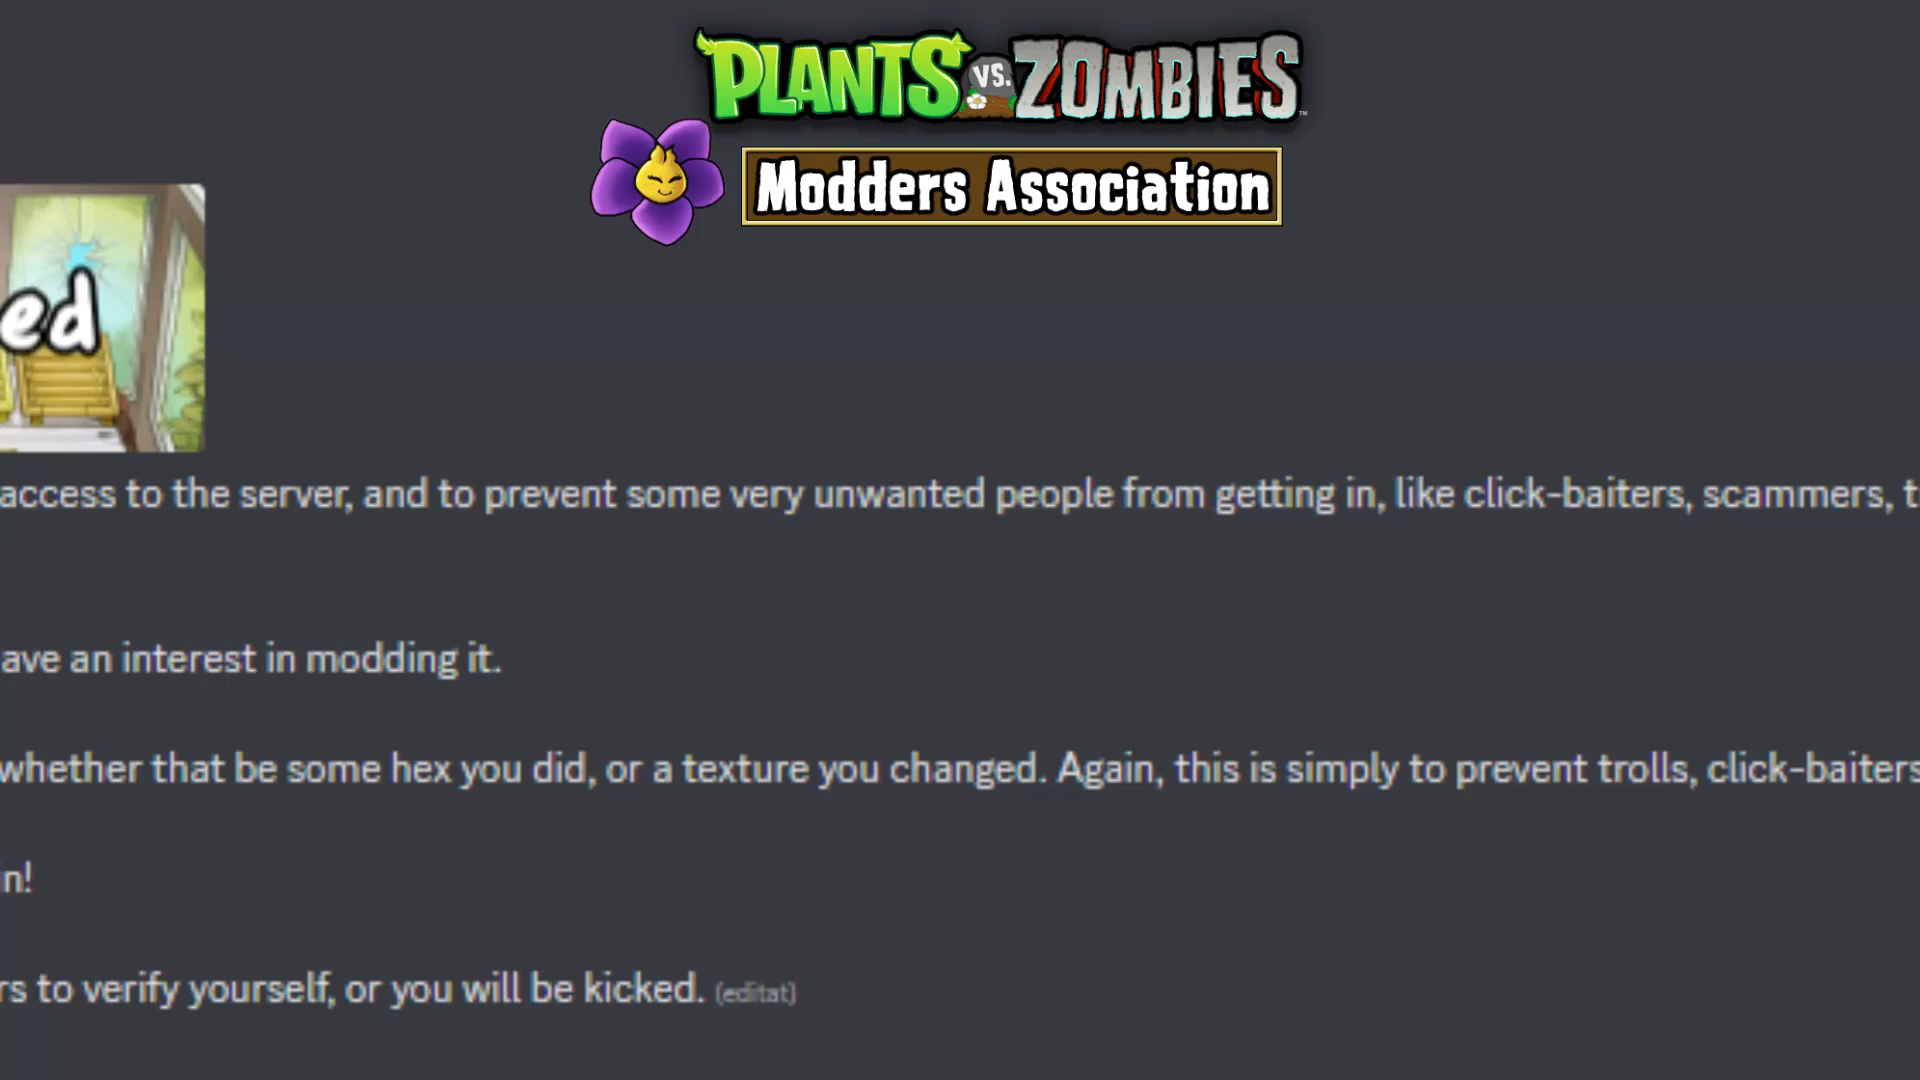 PLANTS VS. ZOMBIES™
Modders Association
ed
access to the server, and to prevent some very unwanted people from getting in, like click-baiters, scammers, t
ave an interest in modding it.
whether that be some hex you did, or a texture you changed. Again, this is simply to prevent trolls, click-baiters
in!
rs to verify yourself, or you will be kicked. (editat)